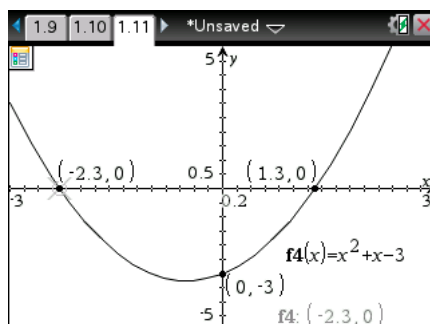 1.9 1.10 1.11 *Unsaved
5 y
(-2.3,0) 0.5 (1.3,0)
-3 0.2 3 x
f4(x)=x²+x-3
(0,-3)
-5 f4: (-2.3,0)